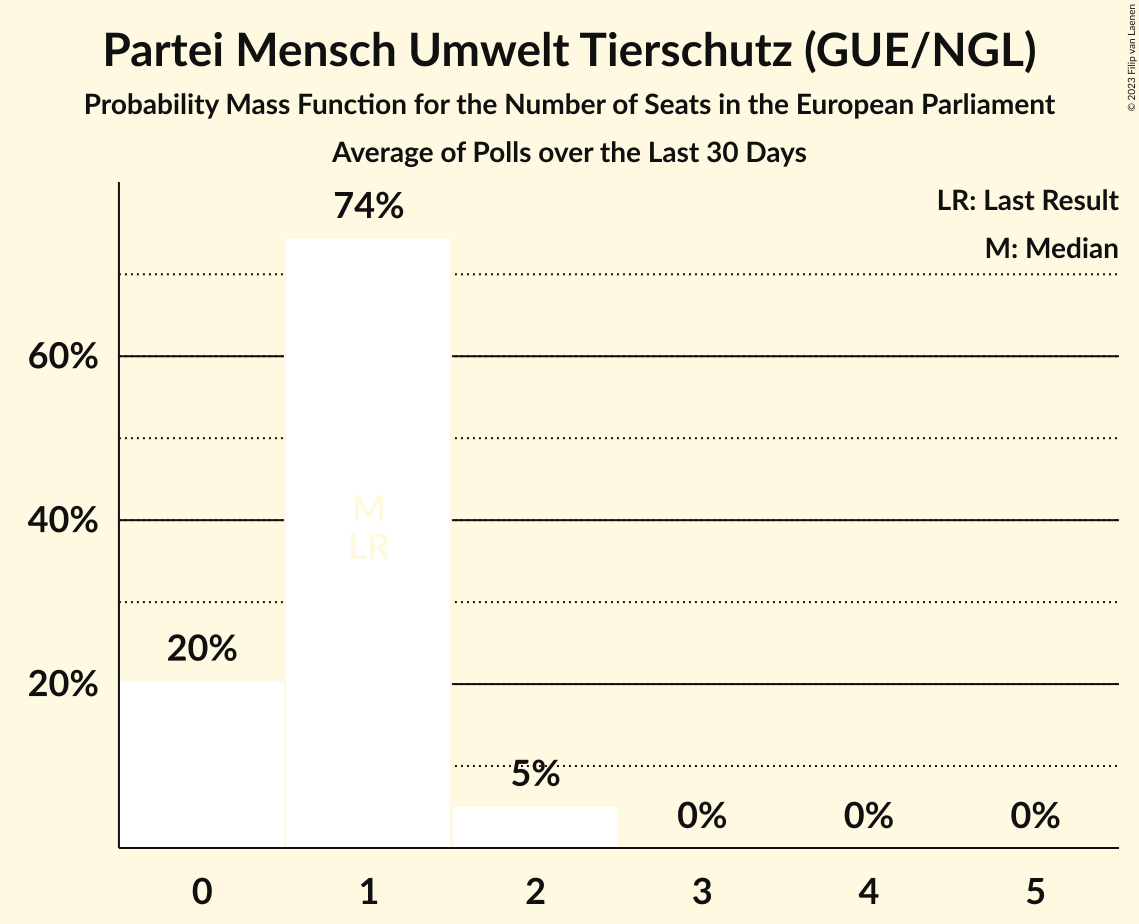 Partei Mensch Umwelt Tierschutz (GUE/NGL)
Probability Mass Function for the Number of Seats in the European Parliament
Average of Polls over the Last 30 Days
© 2023 Filip van Laenen
LR: Last Result
M: Median
74%
60%
M
40%
LR
20%
20%
5%
0%
0%
0%
0
1
2
3
4
5